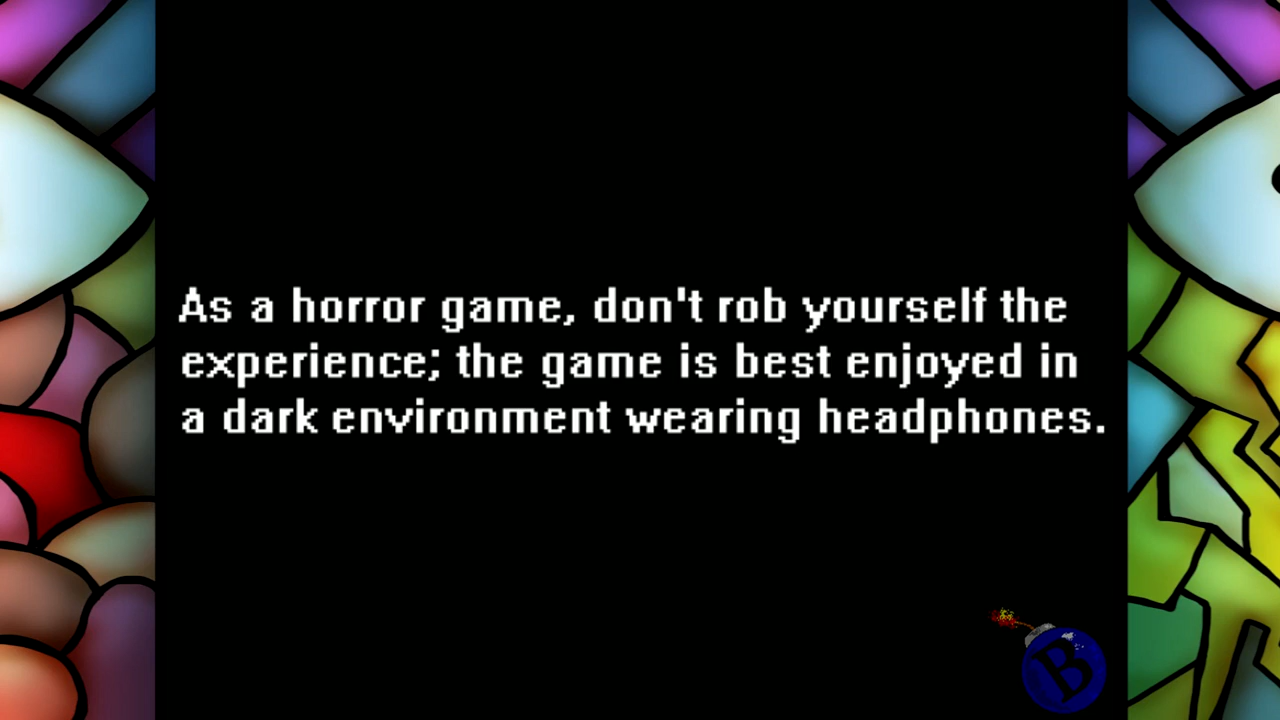 As a horror game, don't rob yourself the
experience; the game is best enjoyed in
a dark environment wearing headphones.
B